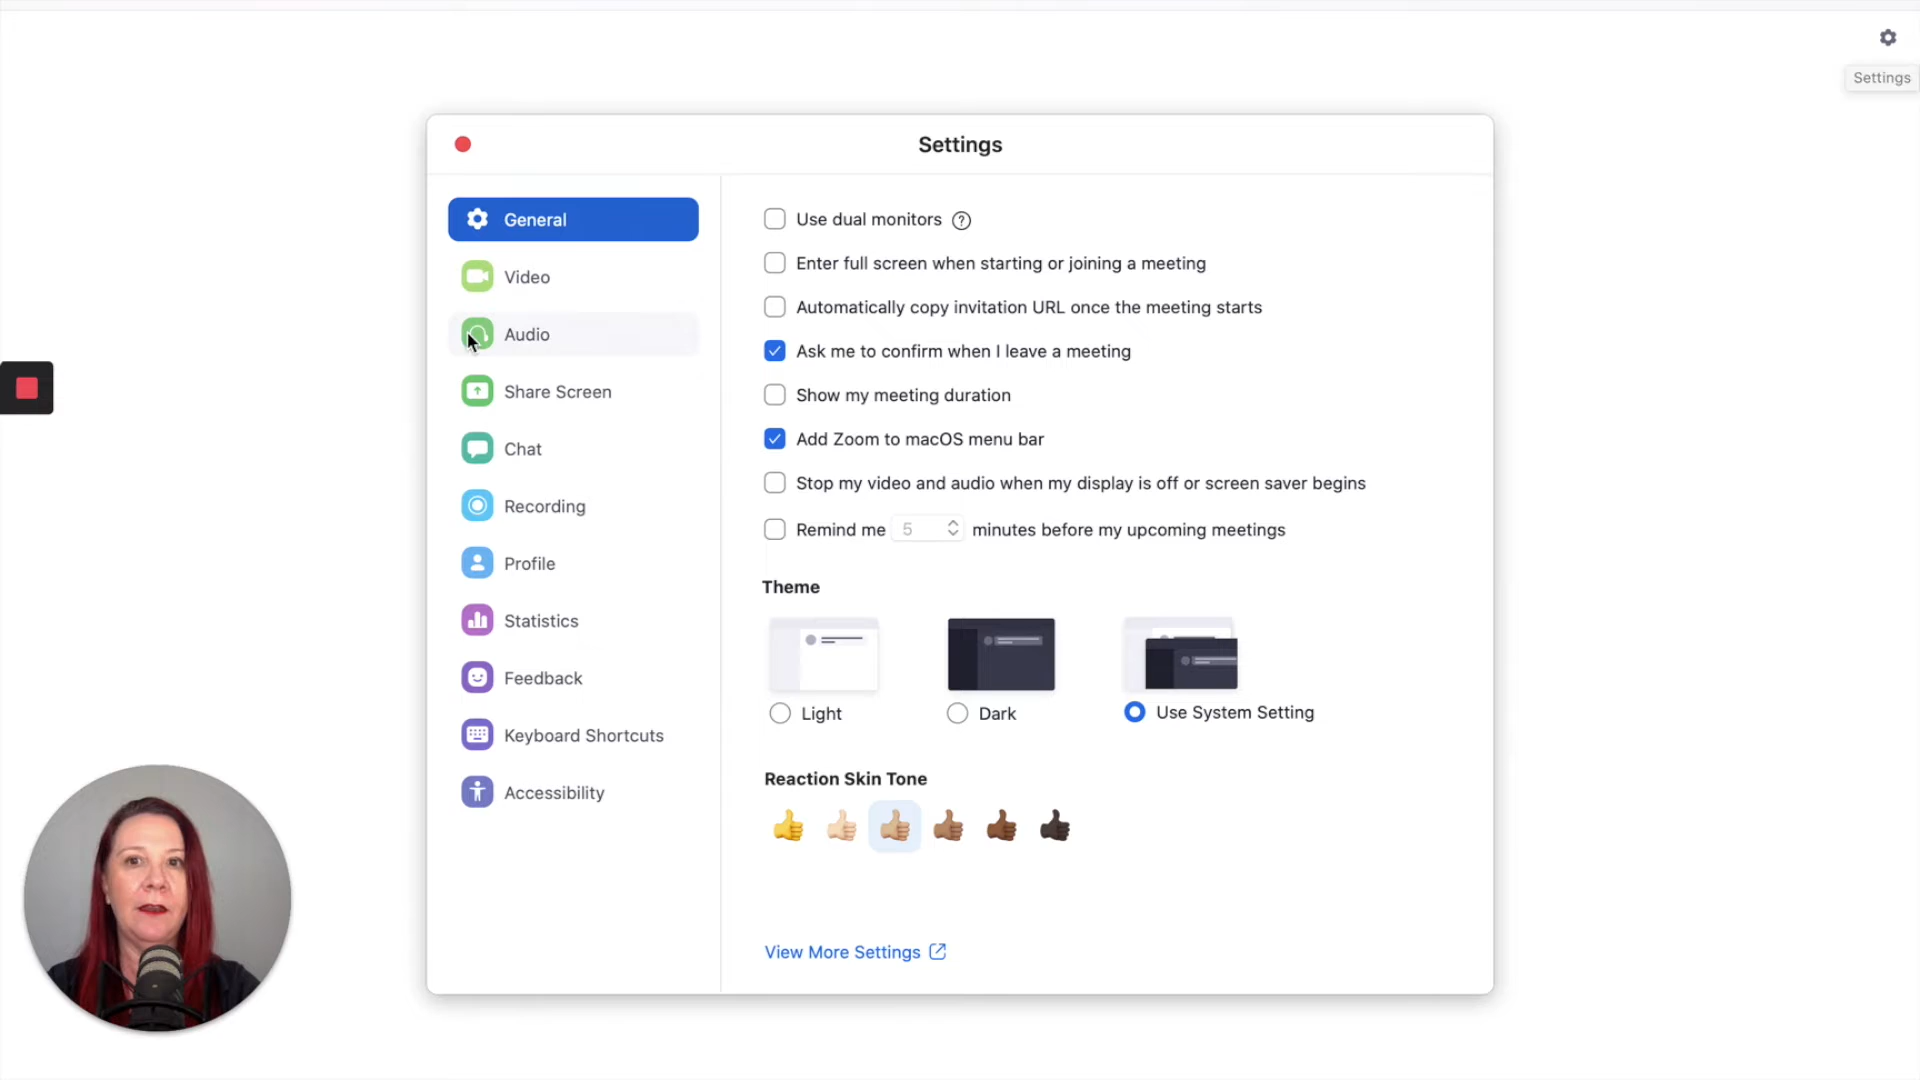 Settings
Settings
General
Video
Audio
Share Screen
Chat
Recording
Profile
Statistics
Feedback
Keyboard Shortcuts
Accessibility
Use dual monitors ?
Enter full screen when starting or joining a meeting
Automatically copy invitation URL once the meeting starts
Ask me to confirm when I leave a meeting
Show my meeting duration
Add Zoom to macOS menu bar
Stop my video and audio when my display is off or screen saver begins
Remind me 5 minutes before my upcoming meetings
Theme
Light Dark Use System Setting
Reaction Skin Tone
View More Settings